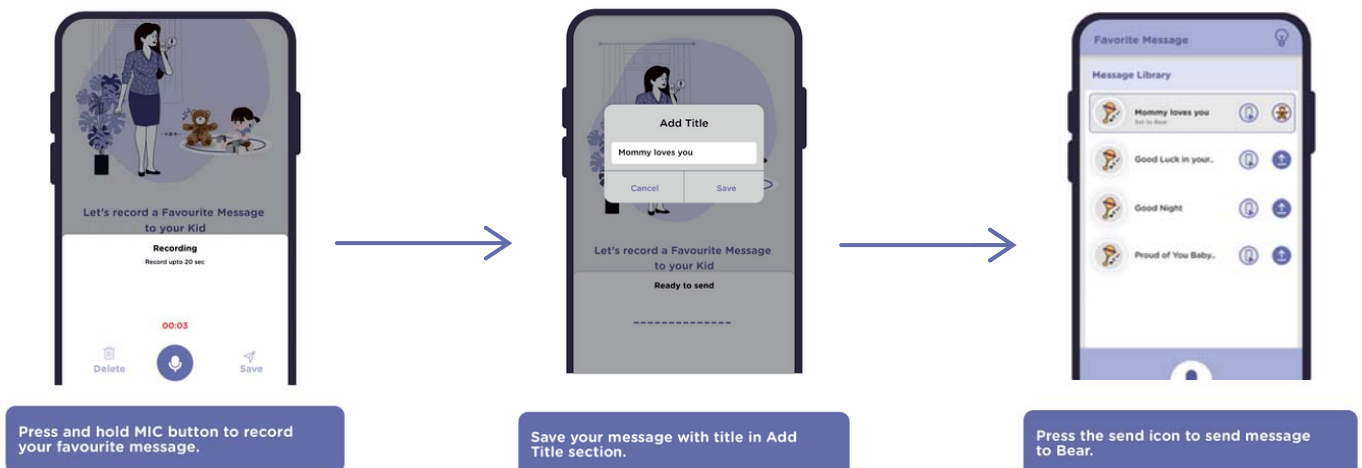 Let's record a Favourite Message
to your Kid
Recording
Record upto 20 sec
00:03
Delete
Save
Press and hold MIC button to record
your favourite message.
Add Title
Mommy loves you
Cancel
Save
Let's record a Favourite Message
to your Kid
Ready to send
Save your message with title in Add
Title section.
Favorite Message
Message Library
Mommy loves you
Set to Bear
Good Luck in your..
Good Night
Proud of You Baby..
Press the send icon to send message
to Bear.